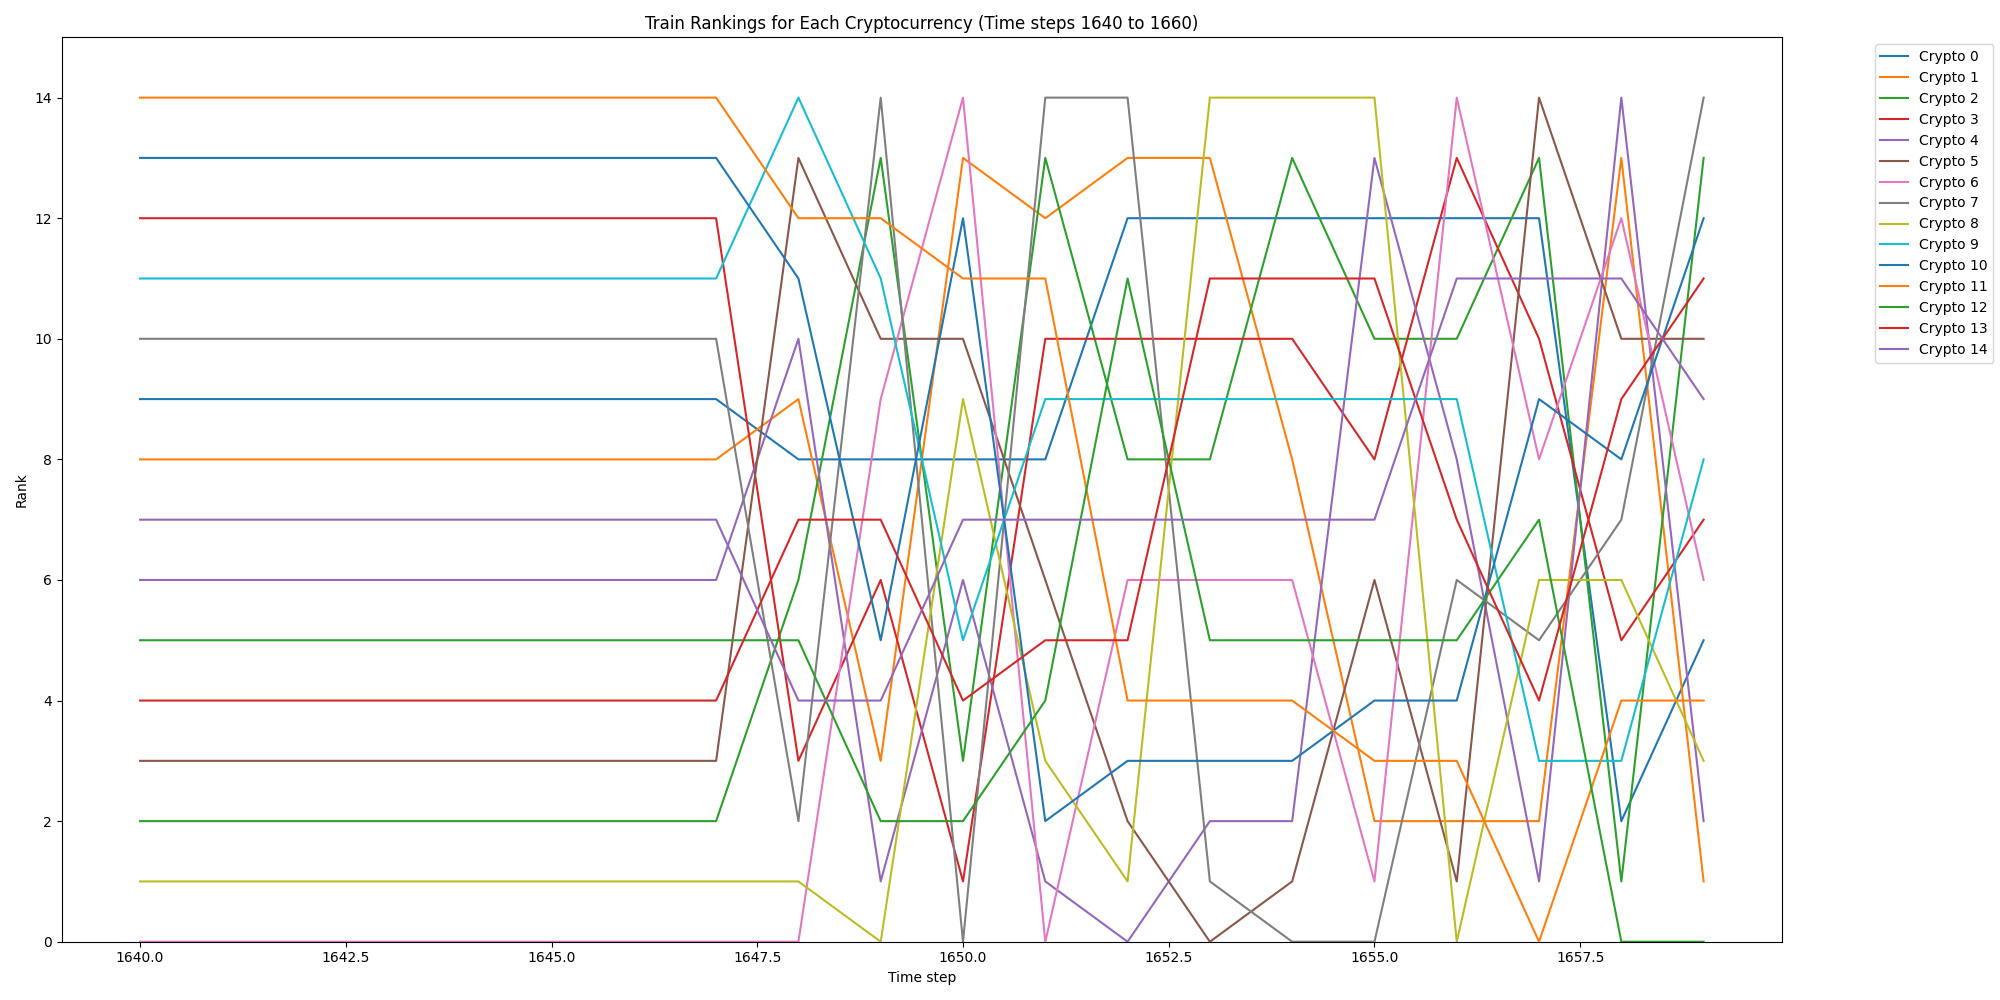 Train Rankings for Each Cryptocurrency (Time steps 1640 to 1660)
Rank
14
12
10
8
6
4
2
0
1640.0 1642.5 1645.0 1647.5 1650.0 1652.5 1655.0 1657.5
Time step
Crypto 0
Crypto 1
Crypto 2
Crypto 3
Crypto 4
Crypto 5
Crypto 6
Crypto 7
Crypto 8
Crypto 9
Crypto 10
Crypto 11
Crypto 12
Crypto 13
Crypto 14